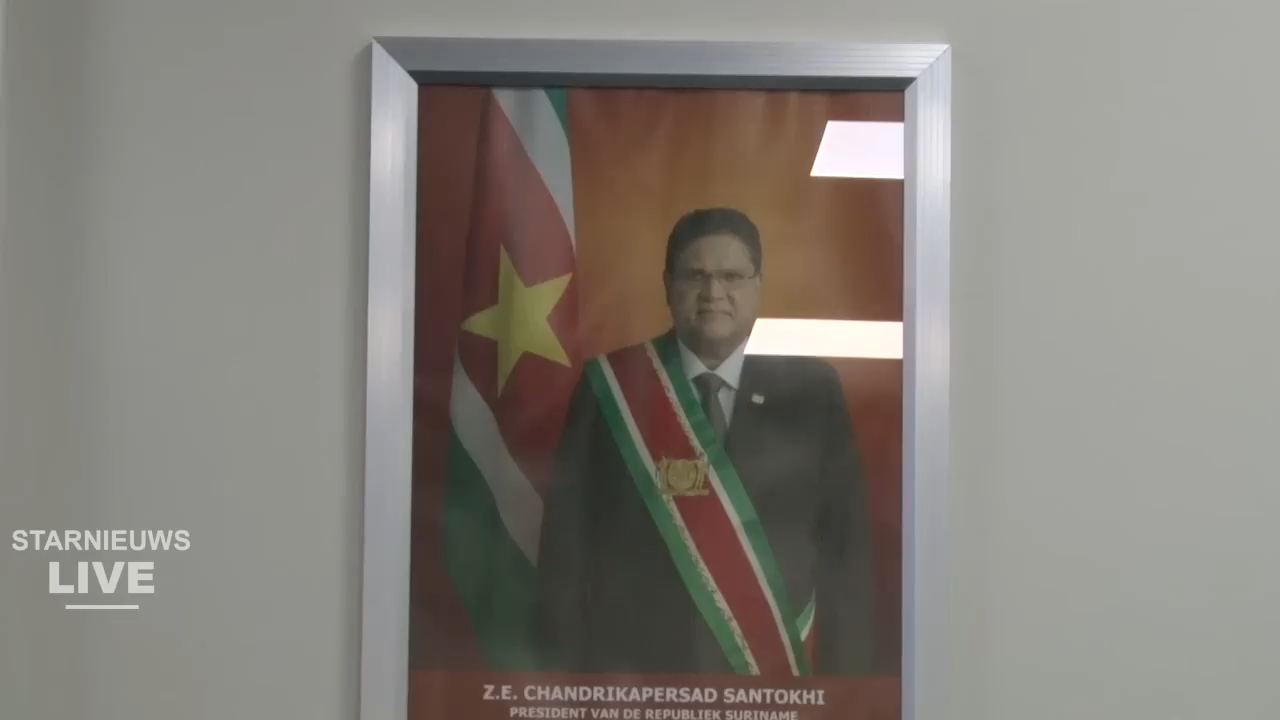 STARNIEUWS
LIVE
Z.E. CHANDRIKAPERSAD SANTOKHI
PRESIDENT VAN DE REPUBLIEK SURINAME